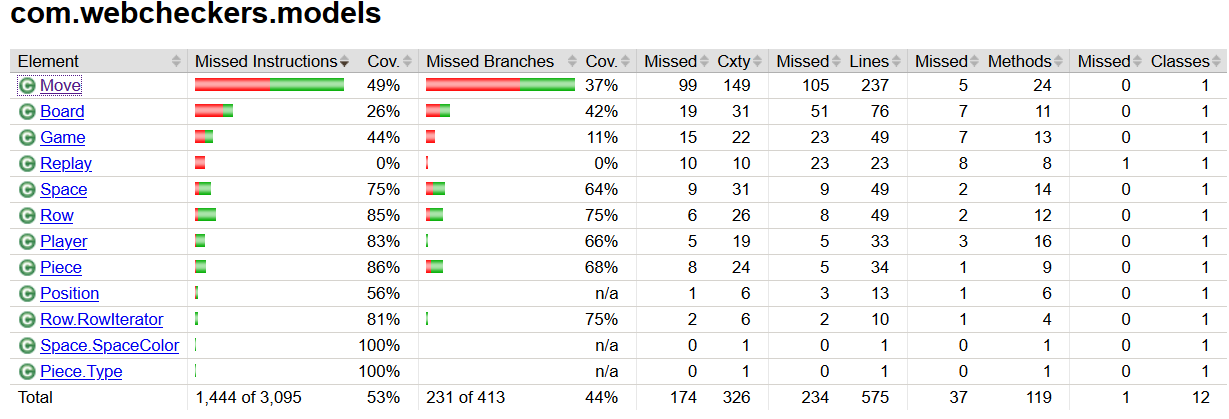 com.webcheckers.models
Element Missed Instructions Cov. Missed Branches Cov. Missed Cxty Missed Lines Missed Methods Missed Classes
C Move 49% 37% 99 149 105 237 5 24 0 1
C Board 26% 42% 19 31 51 76 7 11 0 1
C Game 44% 11% 15 22 23 49 7 13 0 1
C Replay 0% 0% 10 10 23 23 8 8 1 1
C Space 75% 64% 9 31 9 49 2 14 0 1
C Row 85% 75% 6 26 8 49 2 12 0 1
C Player 83% 66% 5 19 5 33 3 16 0 1
C Piece 86% 68% 8 24 5 34 1 9 0 1
C Position 56% n/a 1 6 3 13 1 6 0 1
C Row.RowIterator 81% 75% 2 6 2 10 1 4 0 1
C Space.SpaceColor 100% n/a 0 1 0 1 0 1 0 1
C Piece.Type 100% n/a 0 1 0 1 0 1 0 1
Total 1,444 of 3,095 53% 231 of 413 44% 174 326 234 575 37 119 1 12